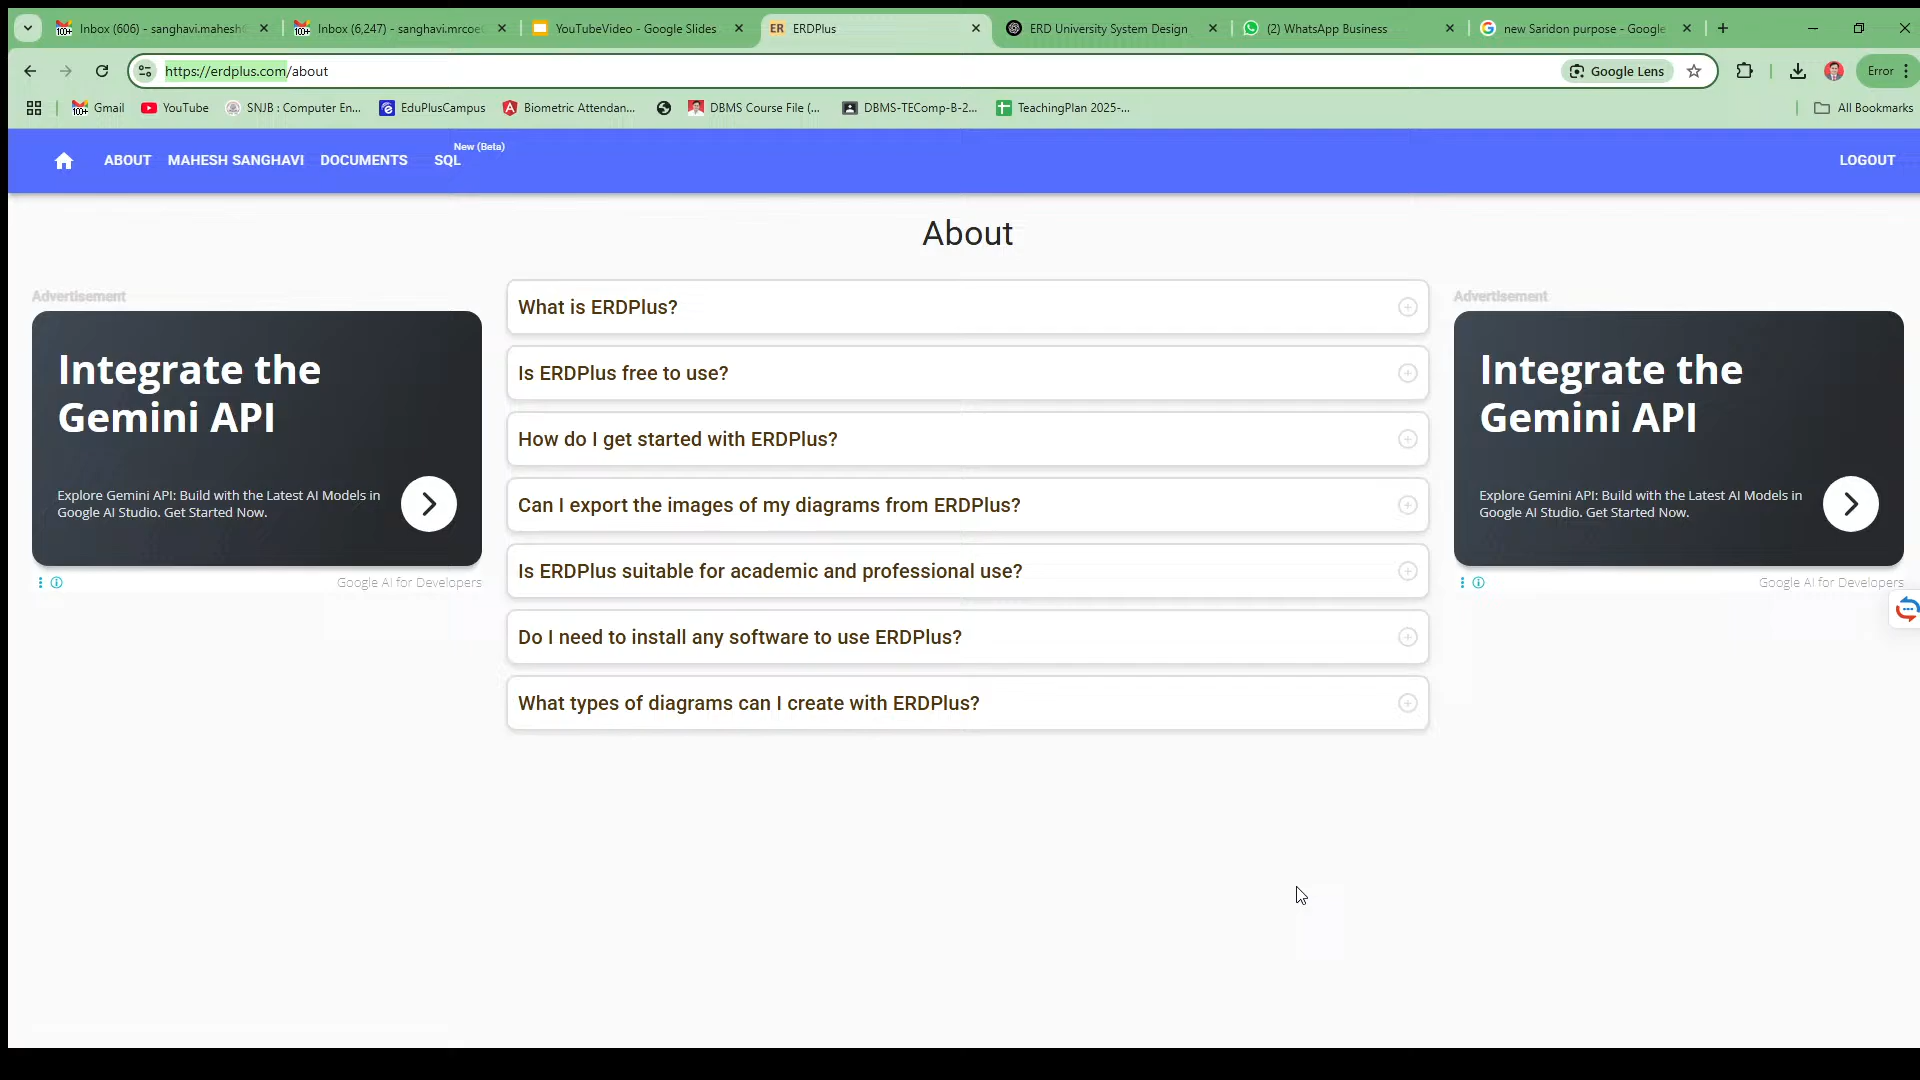 Inbox (606) - sanghavi.mahesh
Inbox (6,247) - sanghavi.mrcoe
YouTubeVideo - Google Slides
ER ERDPlus
ERD University System Design
(2) WhatsApp Business
new Saridon purpose - Google
https://erdplus.com/about
Google Lens
Error
100+ Gmail
YouTube
SNJB : Computer En...
EduPlusCampus
Biometric Attendan...
DBMS Course File (...
DBMS-TEComp-B-2...
TeachingPlan 2025-...
All Bookmarks
ABOUT
MAHESH SANGHAVI
DOCUMENTS
SQL
New (Beta)
LOGOUT
About
Advertisement
Integrate the
Gemini API
Explore Gemini API: Build with the Latest AI Models in
Google AI Studio. Get Started Now.
Google AI for Developers
What is ERDPlus?
Is ERDPlus free to use?
How do I get started with ERDPlus?
Can I export the images of my diagrams from ERDPlus?
Is ERDPlus suitable for academic and professional use?
Do I need to install any software to use ERDPlus?
What types of diagrams can I create with ERDPlus?
Advertisement
Integrate the
Gemini API
Explore Gemini API: Build with the Latest AI Models in
Google AI Studio. Get Started Now.
Google AI for Developers